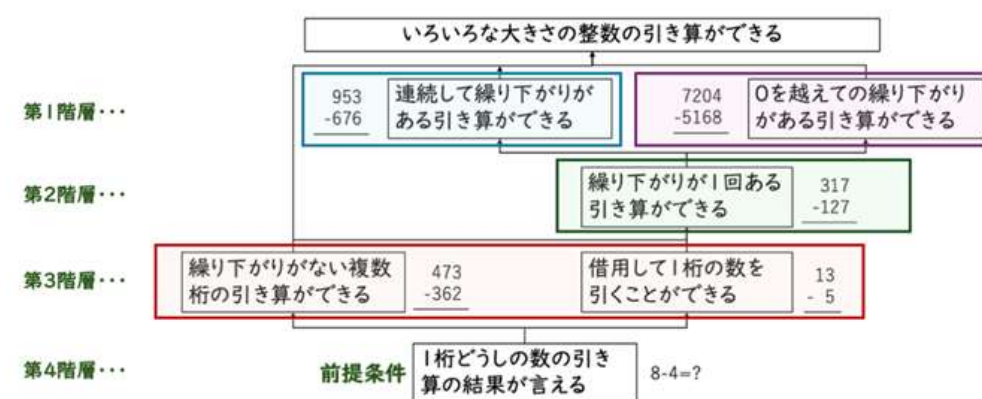 いろいろな大きさの整数の引き算ができる
第1階層・・・
953
-676
連続して繰り下がりが
ある引き算ができる
7204
-5168
0を越えての繰り下がり
がある引き算ができる
第2階層・・・
繰り下がりが1回ある
引き算ができる
317
-127
第3階層・・・
繰り下がりがない複数
桁の引き算ができる
473
-362
借用して1桁の数を
引くことができる
13
- 5
第4階層・・・
前提条件
1桁どうしの数の引き
算の結果が言える
8-4=?